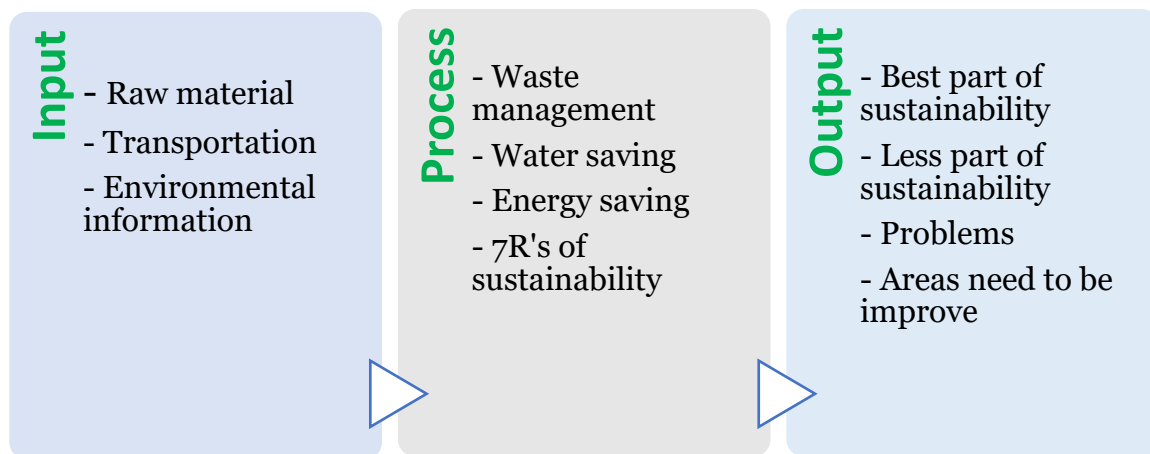 Input
- Raw material
- Transportation
- Environmental
information
Process
- Waste
management
- Water saving
- Energy saving
- 7R's of
sustainability
Output
- Best part of
sustainability
- Less part of
sustainability
- Problems
- Areas need to be
improve